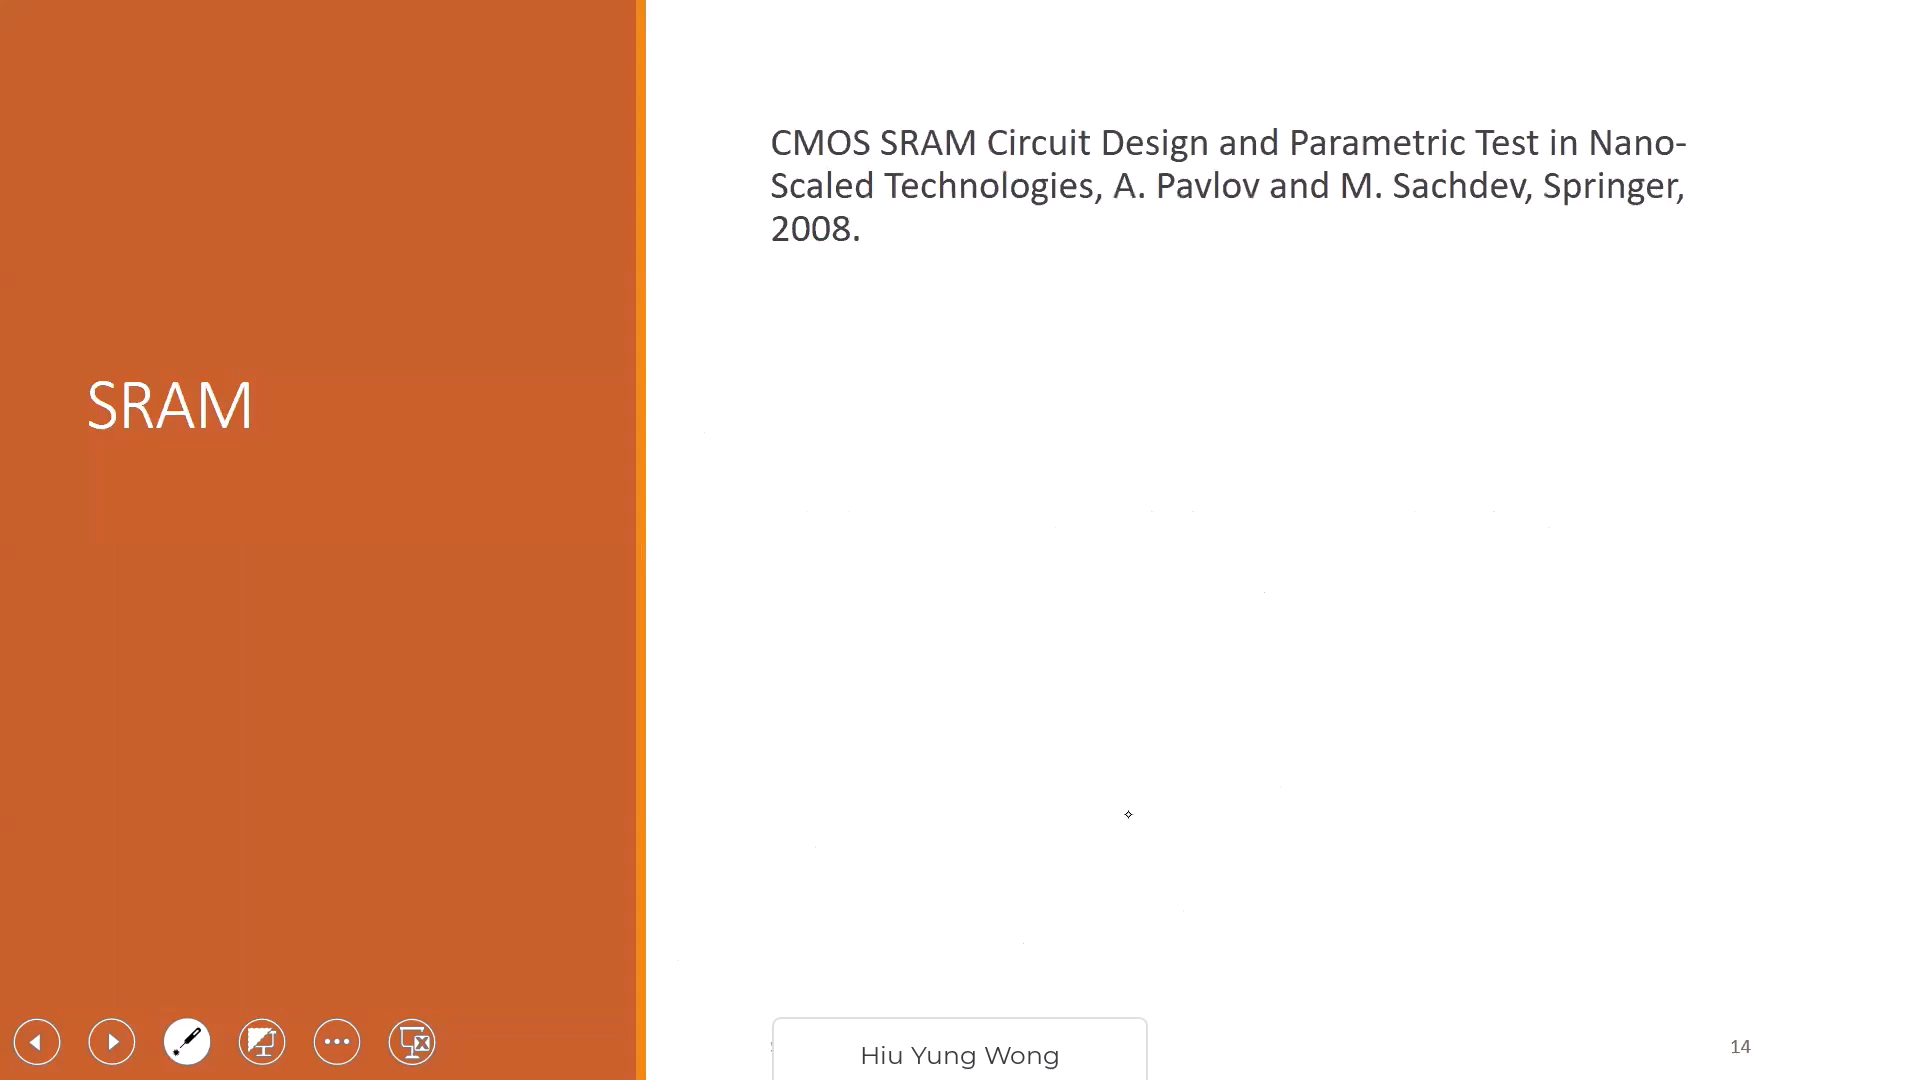 SRAM
CMOS SRAM Circuit Design and Parametric Test in Nano-
Scaled Technologies, A. Pavlov and M. Sachdev, Springer,
2008.
Hiu Yung Wong
14